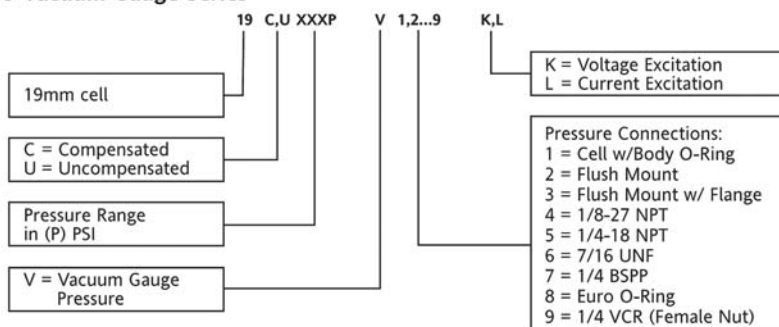 19 C,U XXXP V 1,2...9 K,L
19mm cell
C = Compensated
U = Uncompensated
Pressure Range
in (P) PSI
V = Vacuum Gauge
Pressure
K = Voltage Excitation
L = Current Excitation
Pressure Connections:
1 = Cell w/Body O-Ring
2 = Flush Mount
3 = Flush Mount w/ Flange
4 = 1/8-27 NPT
5 = 1/4-18 NPT
6 = 7/16 UNF
7 = 1/4 BSPP
8 = Euro O-Ring
9 = 1/4 VCR (Female Nut)